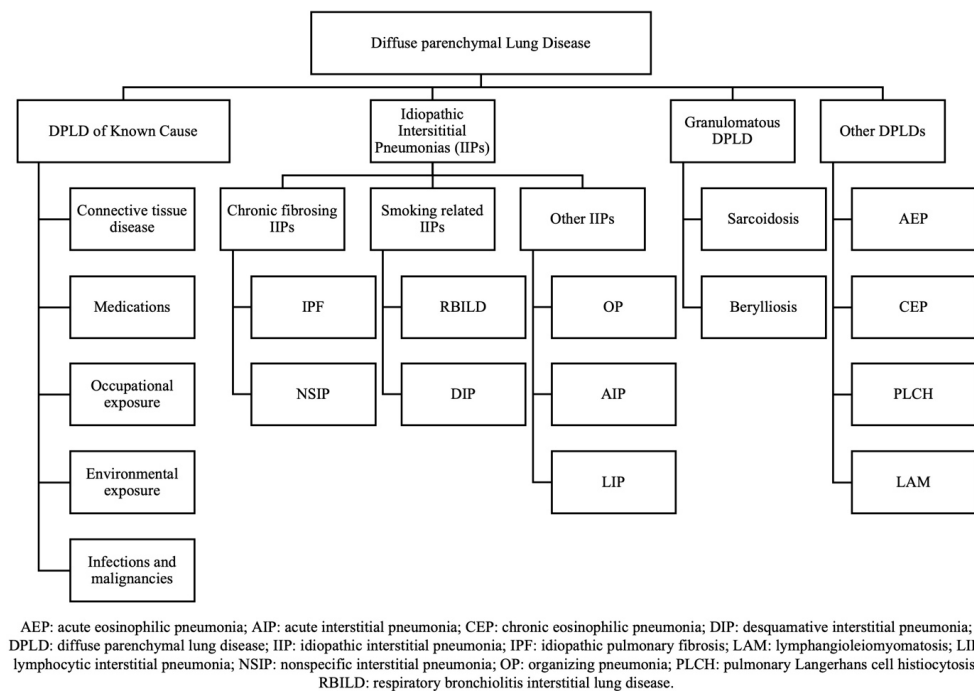 Diffuse parenchymal Lung Disease
DPLD of Known Cause
Idiopathic
Intersititial
Pneumonias (IIPs)
Granulomatous
DPLD
Other DPLDs
Connective tissue
disease
Chronic fibrosing
IIPs
Smoking related
IIPs
Other IIPs
Sarcoidosis
AEP
Medications
IPF
RBILD
OP
Berylliosis
CEP
Occupational
exposure
NSIP
DIP
AIP
PLCH
Environmental
exposure
LIP
LAM
Infections and
malignancies
AEP: acute eosinophilic pneumonia; AIP: acute interstitial pneumonia; CEP: chronic eosinophilic pneumonia; DIP: desquamative interstitial pneumonia;
DPLD: diffuse parenchymal lung disease; IIP: idiopathic interstitial pneumonia; IPF: idiopathic pulmonary fibrosis; LAM: lymphangioleiomyomatosis; LI
lymphocytic interstitial pneumonia; NSIP: nonspecific interstitial pneumonia; OP: organizing pneumonia; PLCH: pulmonary Langerhans cell histiocytosis
RBILD: respiratory bronchiolitis interstitial lung disease.